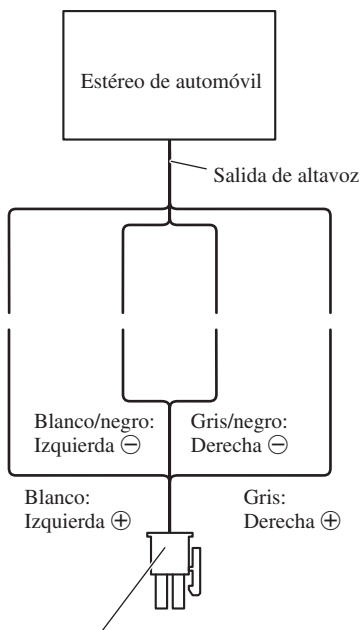 Estéreo de automóvil
Salida de altavoz
Blanco/negro:
Izquierda ⊖
Gris/negro:
Derecha ⊖
Blanco:
Izquierda ⊕
Gris:
Derecha ⊕